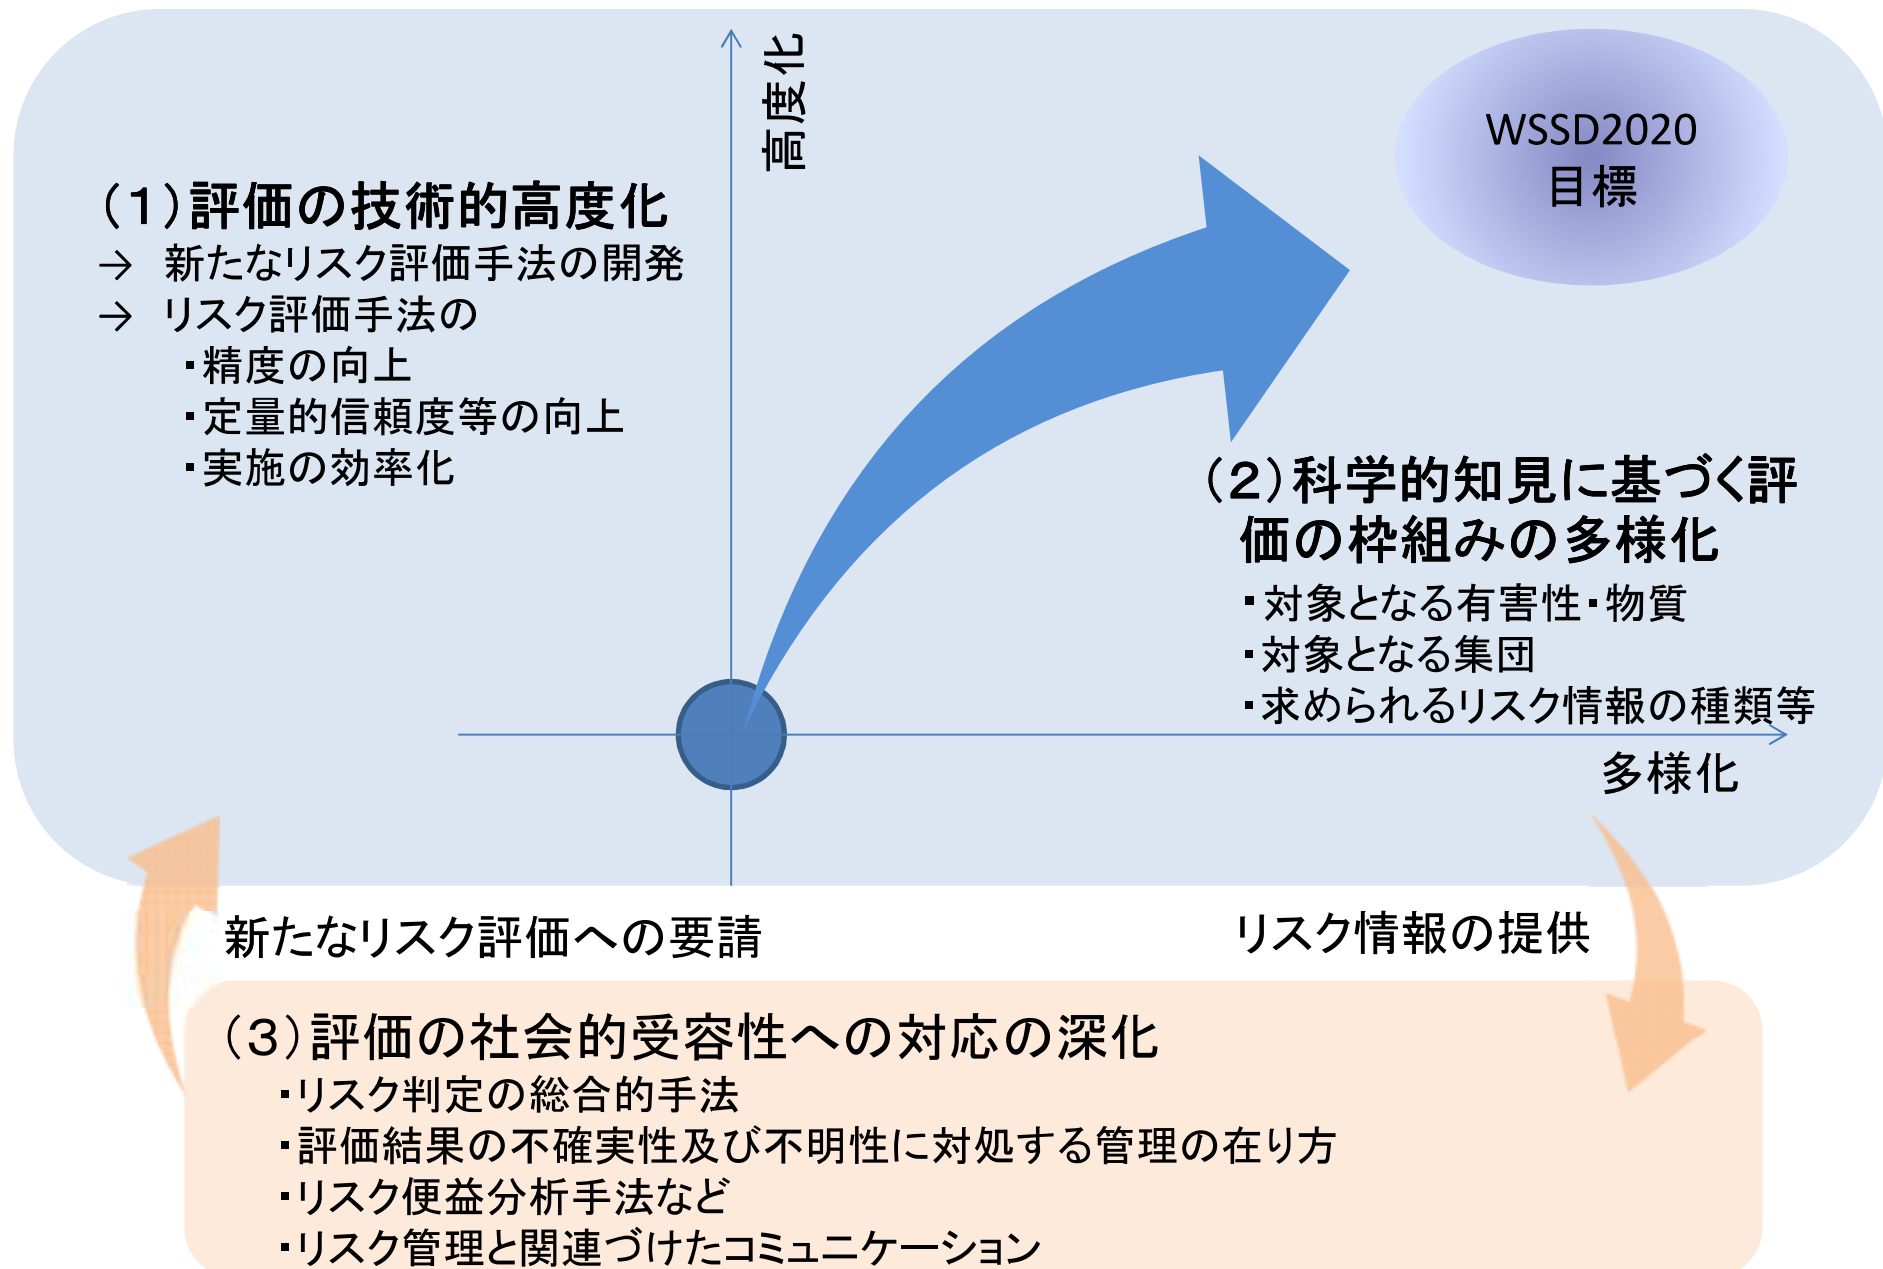 高度化
WSSD2020
目標
（１）評価の技術的高度化
→　新たなリスク評価手法の開発
→　リスク評価手法の
・精度の向上
・定量的信頼度等の向上
・実施の効率化
（２）科学的知見に基づく評
価の枠組みの多様化
・対象となる有害性・物質
・対象となる集団
・求められるリスク情報の種類等
多様化
新たなリスク評価への要請
リスク情報の提供
（３）評価の社会的受容性への対応の深化
・リスク判定の総合的手法
・評価結果の不確実性及び不明性に対処する管理の在り方
・リスク便益分析手法など
・リスク管理と関連づけたコミュニケーション